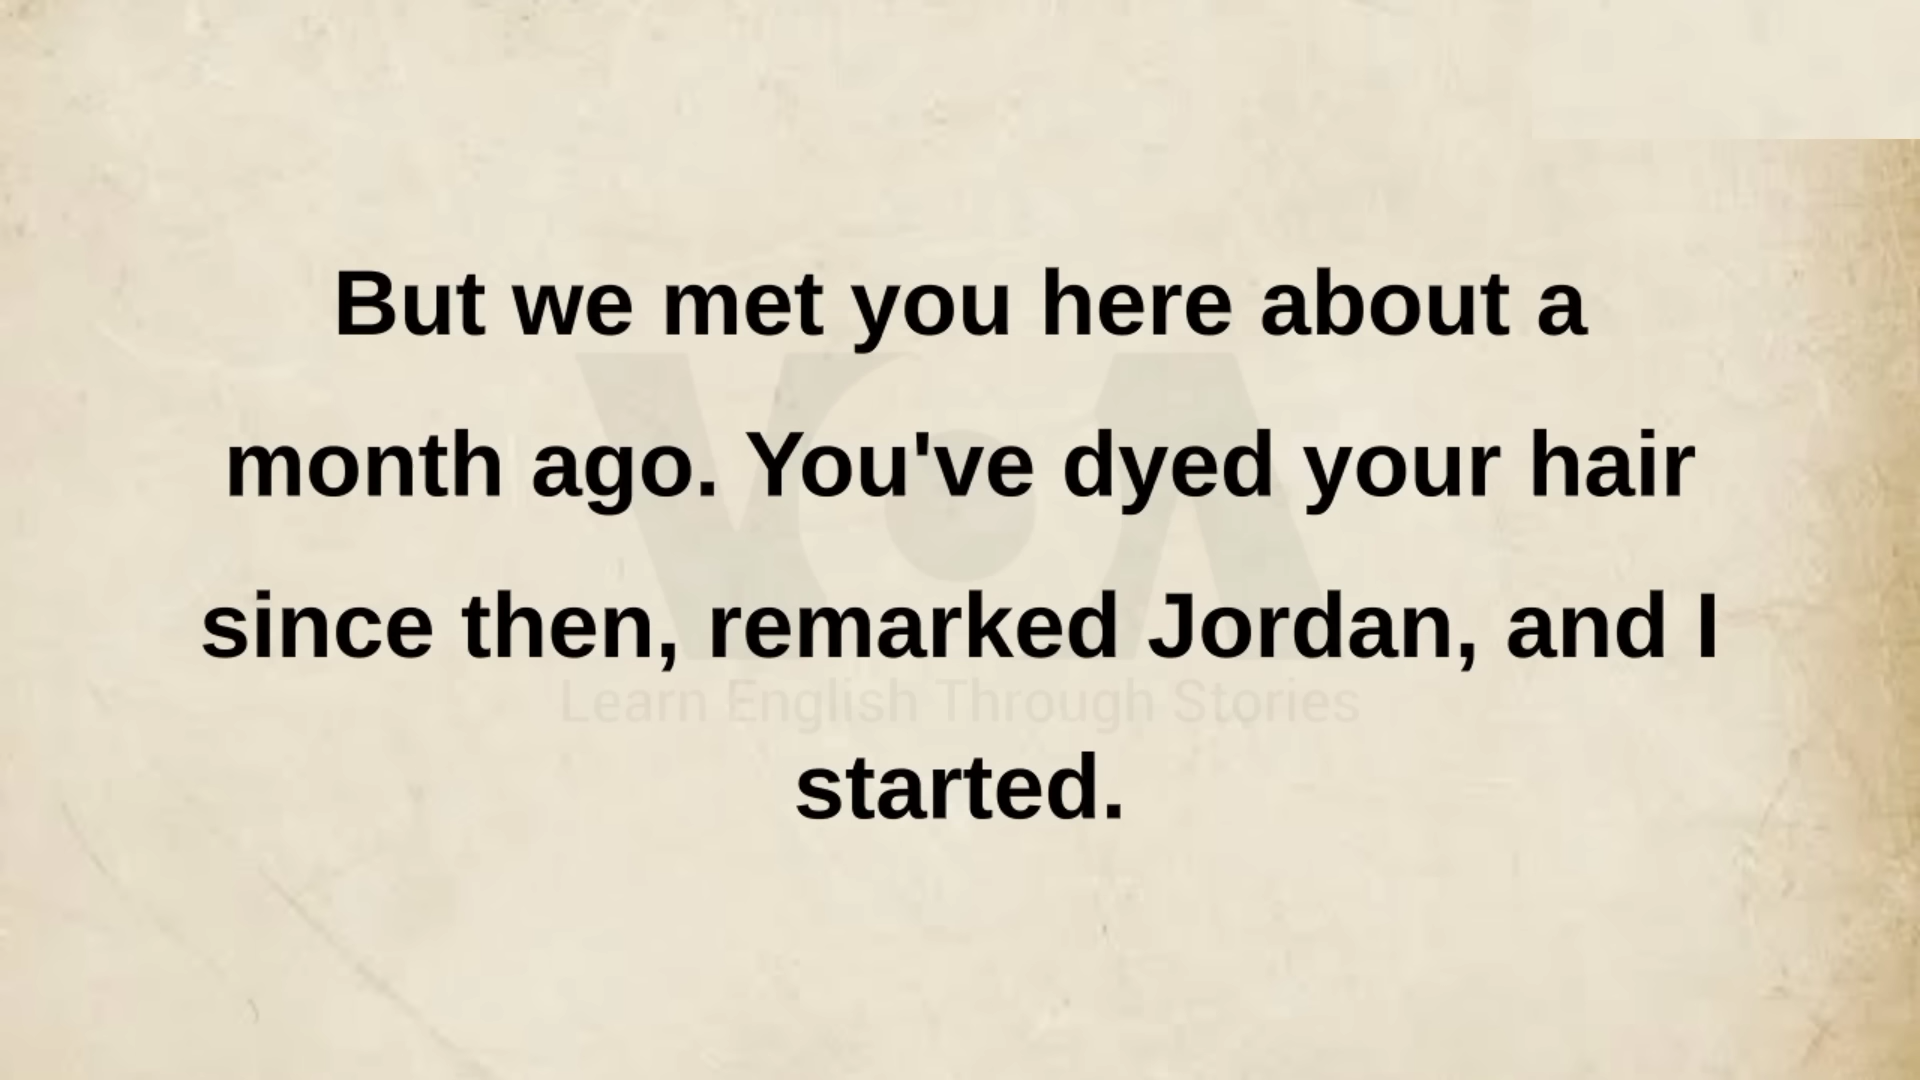 But we met you here about a
month ago. You've dyed your hair
since then, remarked Jordan, and I
started.
VOA
Learn English Through Stories